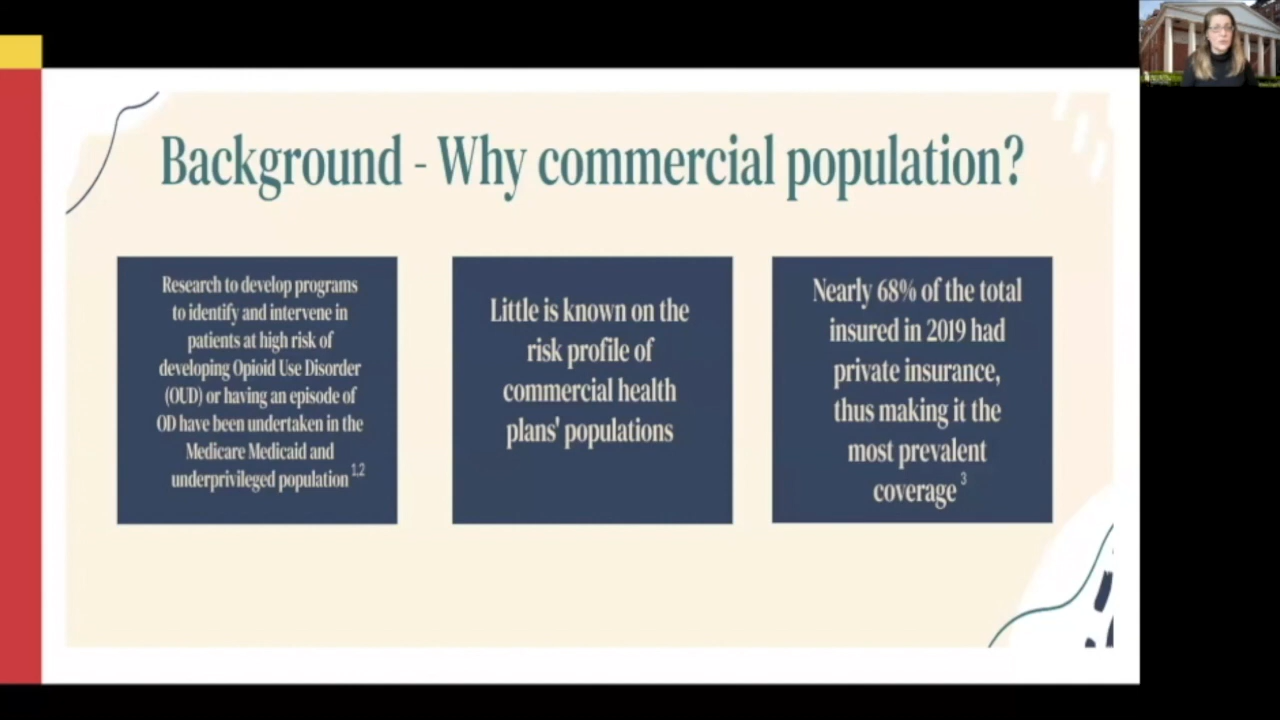 Background - Why commercial population?
Research to develop programs
to identify and intervene in
patients at high risk of
developing Opioid Use Disorder
(OUD) or having an episode of
OD have been undertaken in the
Medicare Medicaid and
underprivileged population 1,2
Little is known on the
risk profile of
commercial health
plans' populations
Nearly 68% of the total
insured in 2019 had
private insurance,
thus making it the
most prevalent
coverage 3